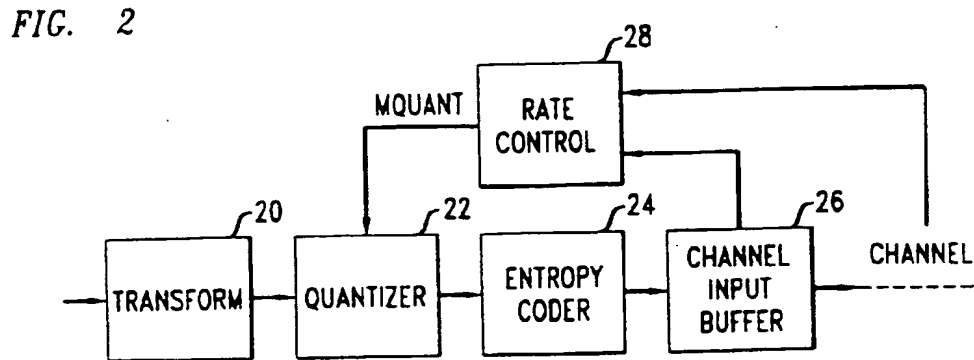 FIG. 2
28
MQUANT
RATE
CONTROL
20
22
24
26
TRANSFORM
QUANTIZER
ENTROPY
CODER
CHANNEL
INPUT
BUFFER
CHANNEL